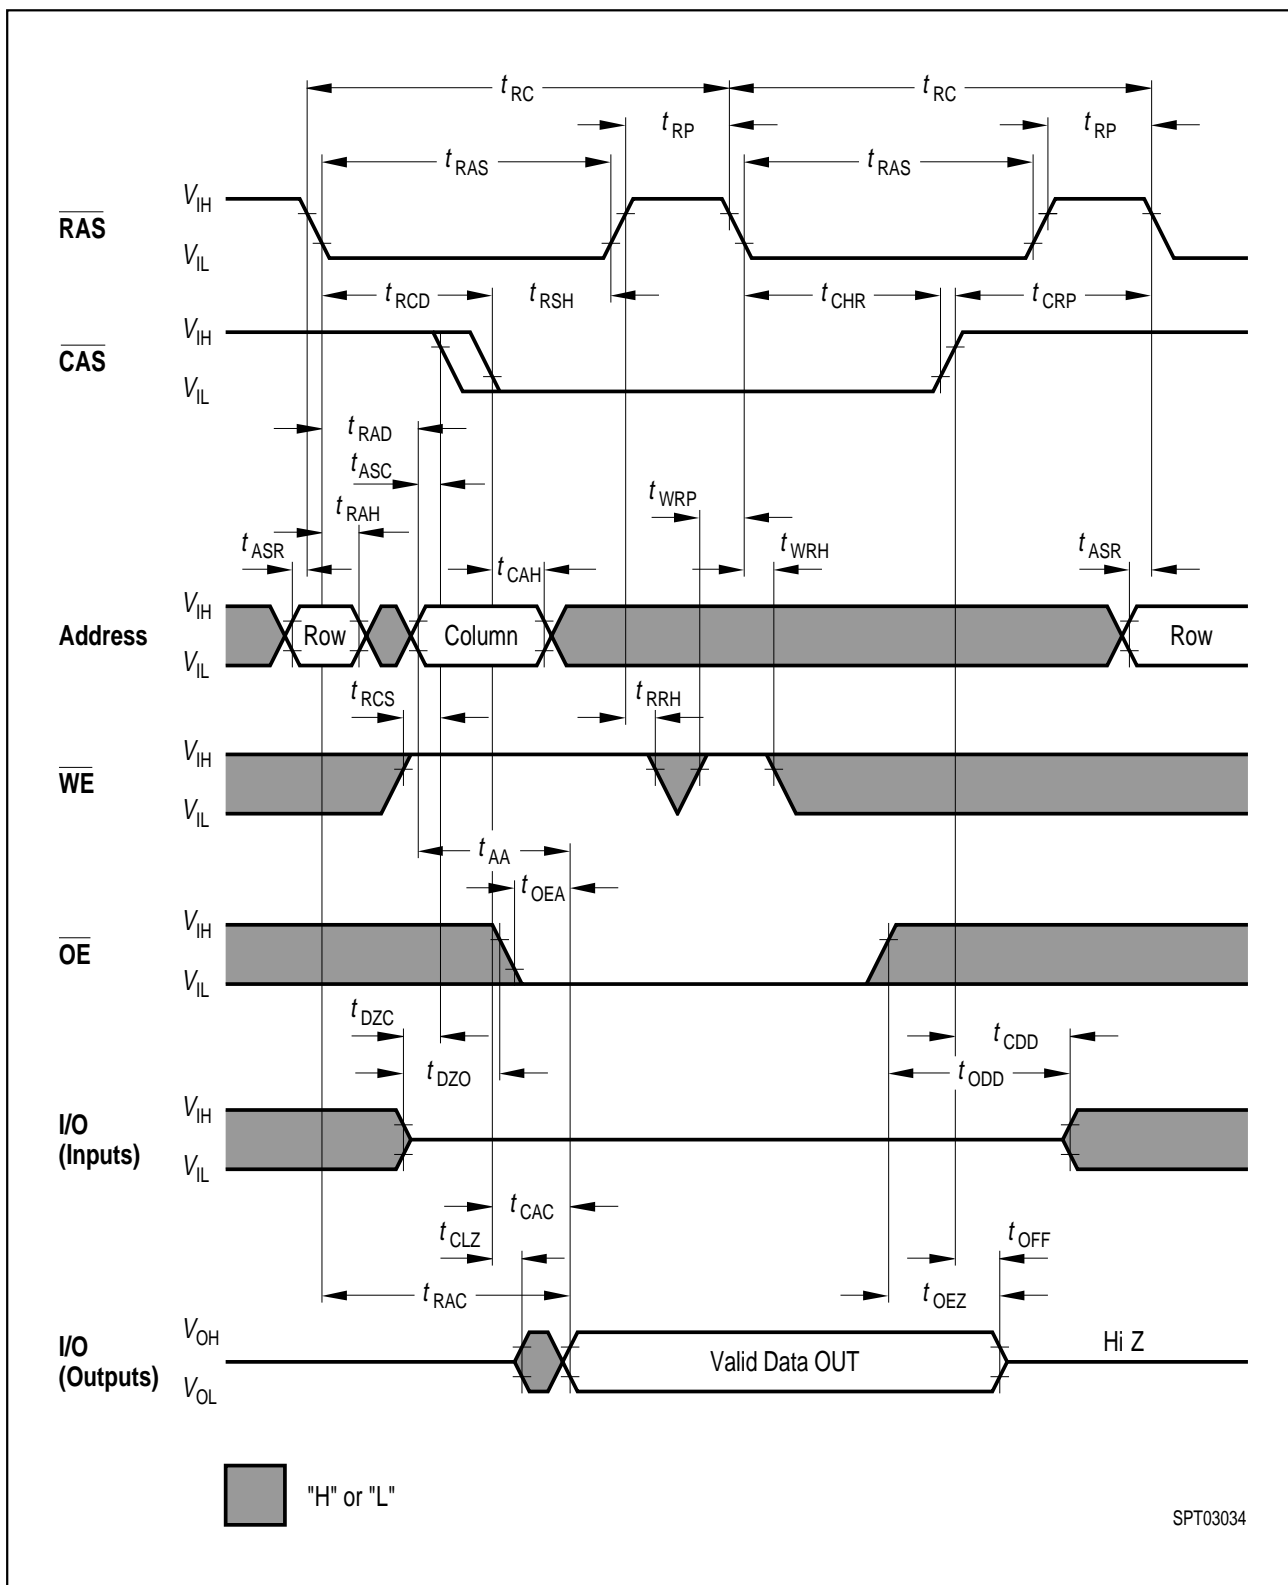 tRC tRC
tRP tRP
tRAS tRAS
VIH
RAS
VIL
tRCD tRSH tCHR tCRP
VIH
CAS
VIL
tRAD
tASC
tWRP
tRAH
tASR tCAH tWRH tASR
VIH
Address Row Column Row
VIL
tRCS tRRH
VIH
WE
VIL
tAA
tOEA
VIH
OE
VIL
tDZC tCDD
tDZO tODD
VIH
I/O
(Inputs)
VIL
tCAC
tCLZ tOFF
tRAC tOEZ
VOH
I/O Valid Data OUT Hi Z
(Outputs)
VOL
"H" or "L"
SPT03034